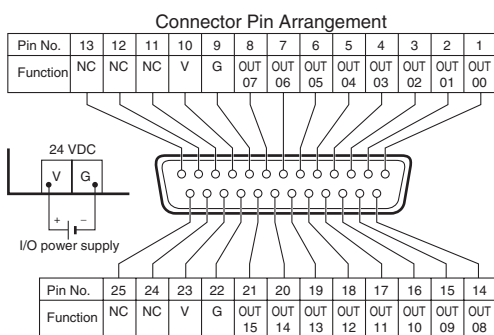 Connector Pin Arrangement
Pin No. 13 12 11 10 9 8 7 6 5 4 3 2 1
Function NC NC NC V G OUT 07 OUT 06 OUT 05 OUT 04 OUT 03 OUT 02 OUT 01 OUT 00
24 VDC
V G
+ –
I/O power supply
Pin No. 25 24 23 22 21 20 19 18 17 16 15 14
Function NC NC V G OUT 15 OUT 14 OUT 13 OUT 12 OUT 11 OUT 10 OUT 09 OUT 08